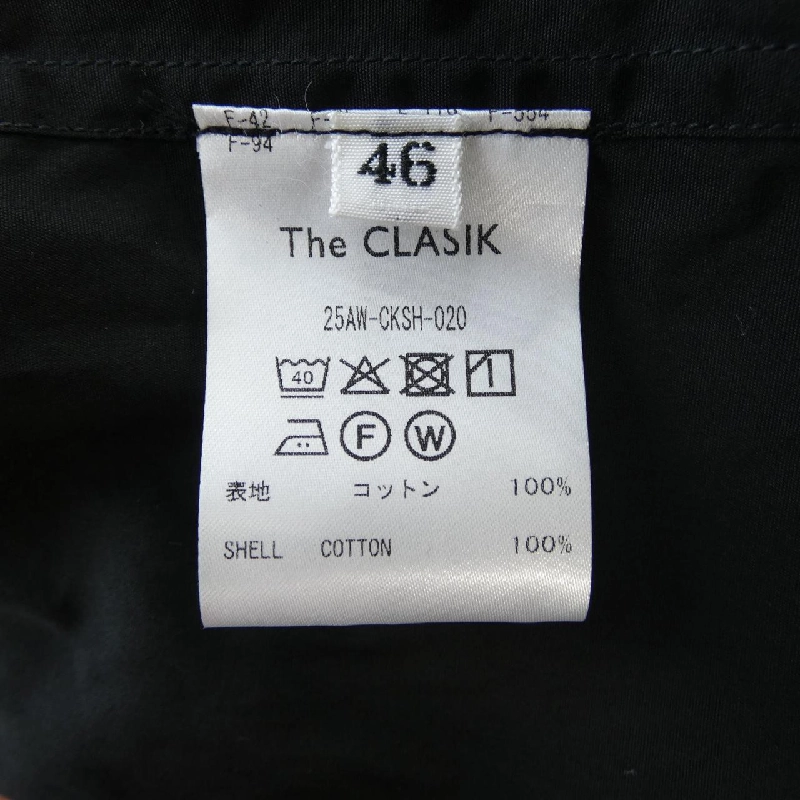 F-42
F-94
46
The CLASIK
25AW-CKSH-020
40
F W
表地 コットン 100%
SHELL COTTON 100%